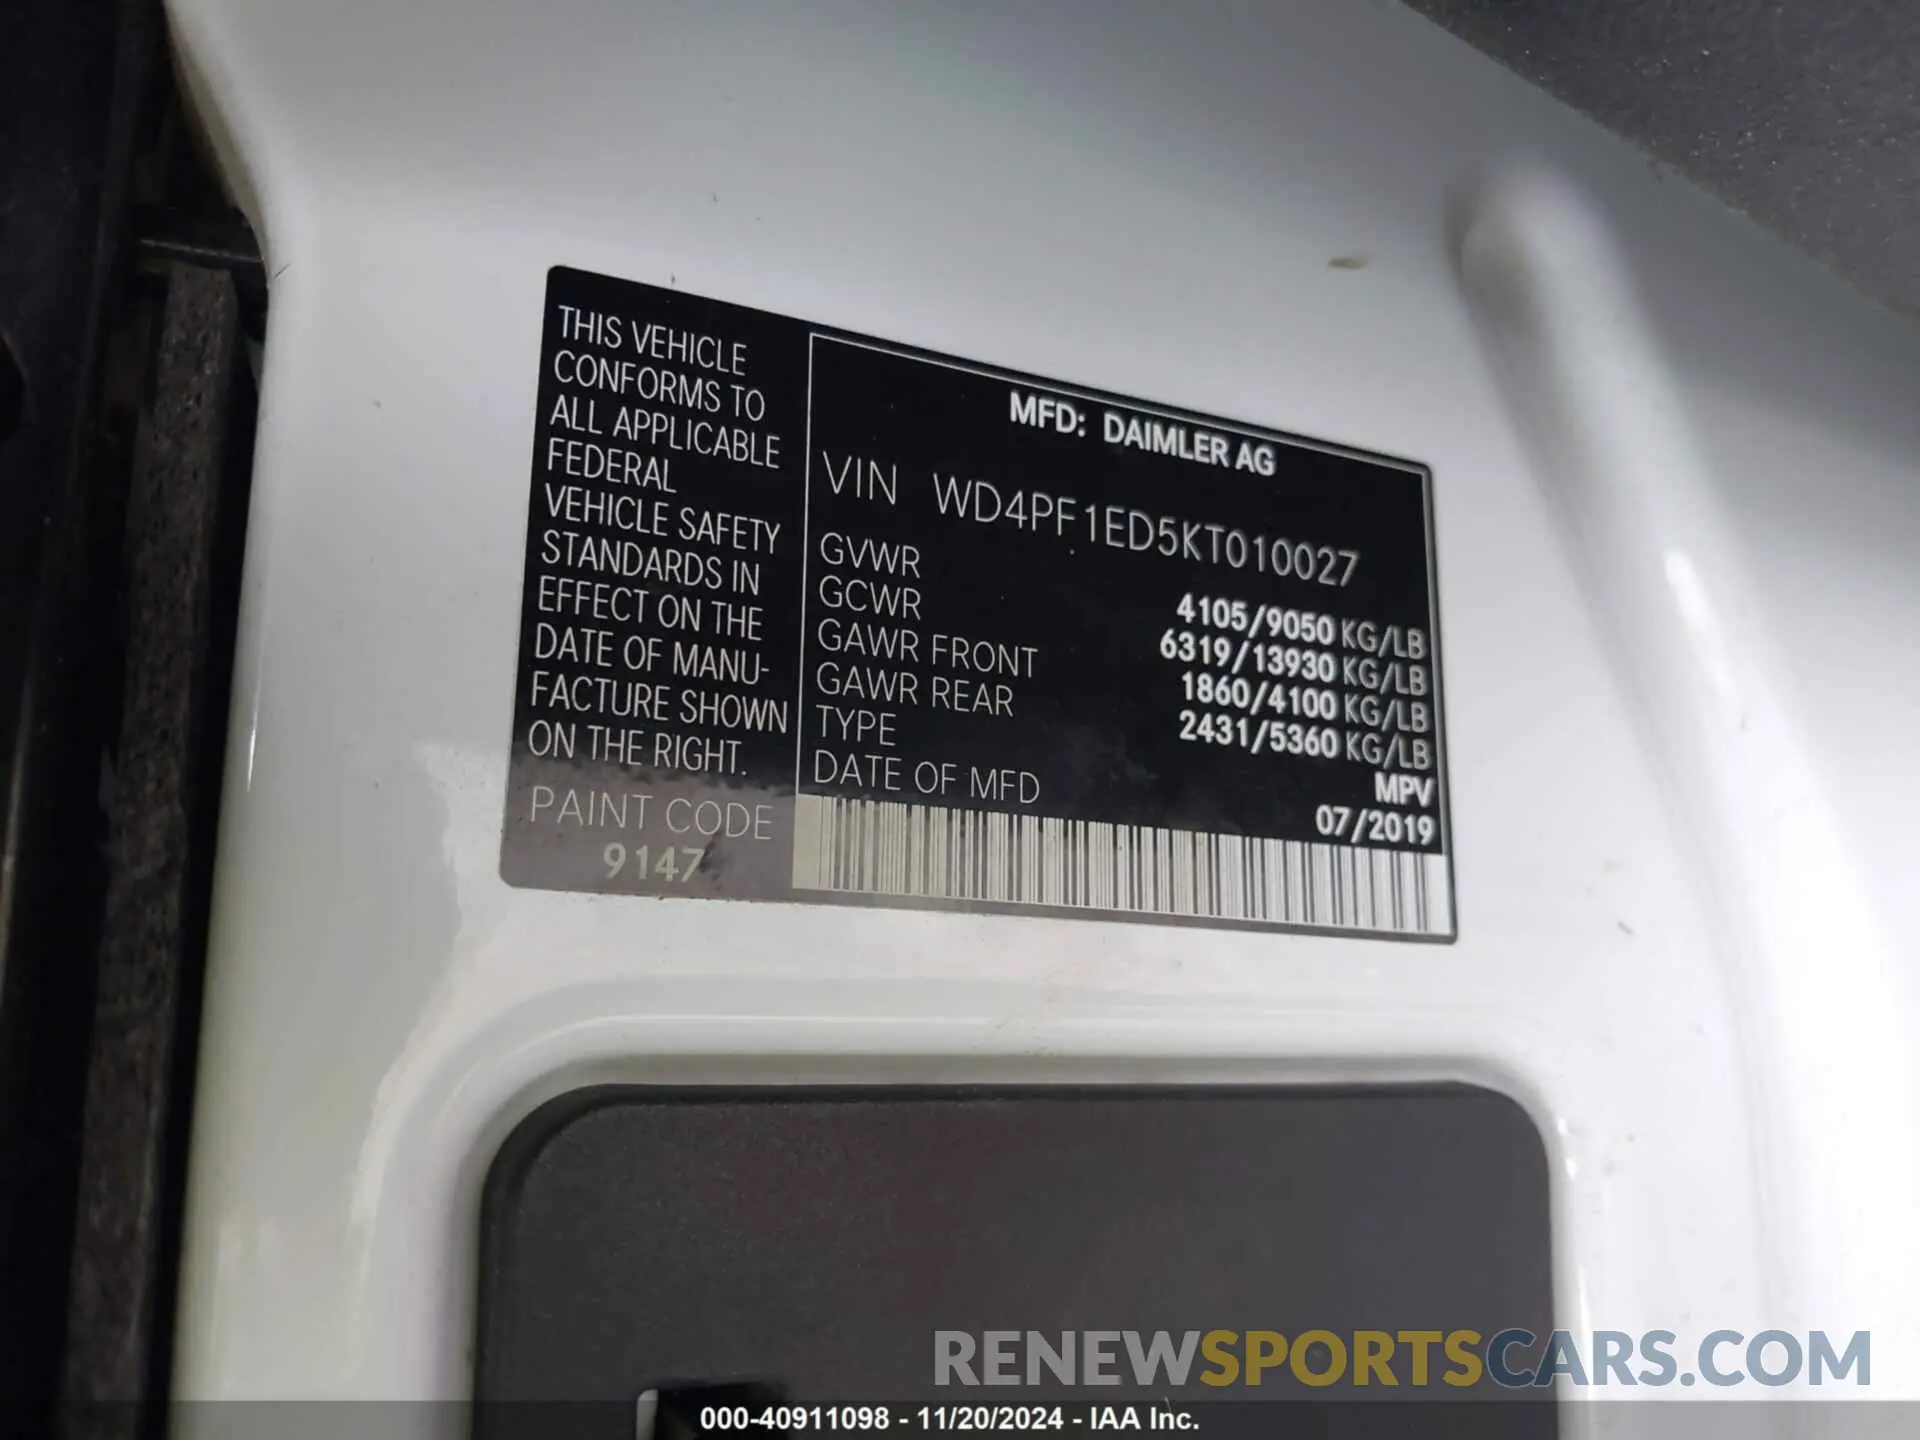 THIS VEHICLE
CONFORMS TO
ALL APPLICABLE
FEDERAL
VEHICLE SAFETY
STANDARDS IN
EFFECT ON THE
DATE OF MANU-
FACTURE SHOWN
ON THE RIGHT.
PAINT CODE
9147
MFD: DAIMLER AG
VIN WD4PF1ED5KT010027
GVWR 4105/9050 KG/LB
GCWR 6319/13930 KG/LB
GAWR FRONT 1860/4100 KG/LB
GAWR REAR 2431/5360 KG/LB
TYPE MPV
DATE OF MFD 07/2019
RENEWSPORTSCARS.COM
000-40911098 - 11/20/2024 - IAA Inc.